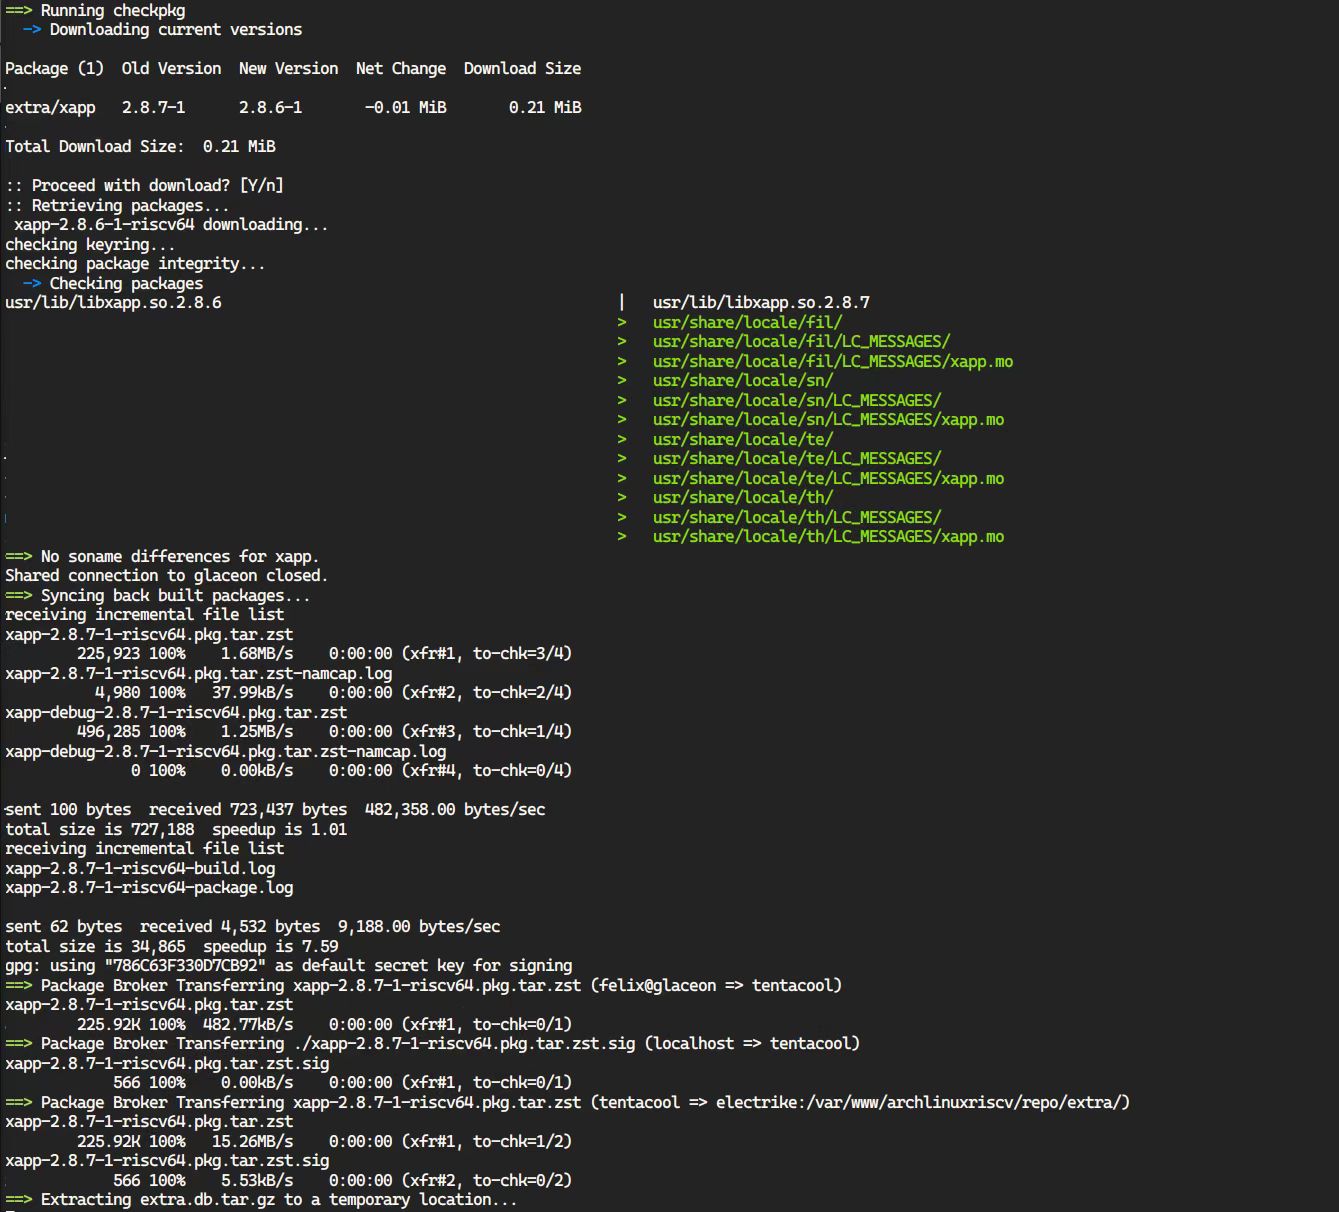 ==> Running checkpkg
  -> Downloading current versions
Package (1)  Old Version  New Version  Net Change  Download Size
extra/xapp   2.8.7-1      2.8.6-1       -0.01 MiB       0.21 MiB
Total Download Size:  0.21 MiB
:: Proceed with download? [Y/n]
:: Retrieving packages...
 xapp-2.8.6-1-riscv64 downloading...
checking keyring...
checking package integrity...
  -> Checking packages
usr/lib/libxapp.so.2.8.6                                            |   usr/lib/libxapp.so.2.8.7
>   usr/share/locale/fil/
>   usr/share/locale/fil/LC_MESSAGES/
>   usr/share/locale/fil/LC_MESSAGES/xapp.mo
>   usr/share/locale/sn/
>   usr/share/locale/sn/LC_MESSAGES/
>   usr/share/locale/sn/LC_MESSAGES/xapp.mo
>   usr/share/locale/te/
>   usr/share/locale/te/LC_MESSAGES/
>   usr/share/locale/te/LC_MESSAGES/xapp.mo
>   usr/share/locale/th/
>   usr/share/locale/th/LC_MESSAGES/
>   usr/share/locale/th/LC_MESSAGES/xapp.mo
==> No soname differences for xapp.
Shared connection to glaceon closed.
==> Syncing back built packages...
receiving incremental file list
xapp-2.8.7-1-riscv64.pkg.tar.zst
        225,923 100%    1.68MB/s    0:00:00 (xfr#1, to-chk=3/4)
xapp-2.8.7-1-riscv64.pkg.tar.zst-namcap.log
          4,980 100%   37.99kB/s    0:00:00 (xfr#2, to-chk=2/4)
xapp-debug-2.8.7-1-riscv64.pkg.tar.zst
        496,285 100%    1.25MB/s    0:00:00 (xfr#3, to-chk=1/4)
xapp-debug-2.8.7-1-riscv64.pkg.tar.zst-namcap.log
              0 100%    0.00kB/s    0:00:00 (xfr#4, to-chk=0/4)
sent 100 bytes  received 723,437 bytes  482,358.00 bytes/sec
total size is 727,188  speedup is 1.01
receiving incremental file list
xapp-2.8.7-1-riscv64-build.log
xapp-2.8.7-1-riscv64-package.log
sent 62 bytes  received 4,532 bytes  9,188.00 bytes/sec
total size is 34,865  speedup is 7.59
gpg: using "786C63F330D7CB92" as default secret key for signing
==> Package Broker Transferring xapp-2.8.7-1-riscv64.pkg.tar.zst (felix@glaceon => tentacool)
xapp-2.8.7-1-riscv64.pkg.tar.zst
        225.92K 100%  482.77kB/s    0:00:00 (xfr#1, to-chk=0/1)
==> Package Broker Transferring ./xapp-2.8.7-1-riscv64.pkg.tar.zst.sig (localhost => tentacool)
xapp-2.8.7-1-riscv64.pkg.tar.zst.sig
            566 100%    0.00kB/s    0:00:00 (xfr#1, to-chk=0/1)
==> Package Broker Transferring xapp-2.8.7-1-riscv64.pkg.tar.zst (tentacool => electrike:/var/www/archlinuxriscv/repo/extra/)
xapp-2.8.7-1-riscv64.pkg.tar.zst
        225.92K 100%   15.26MB/s    0:00:00 (xfr#1, to-chk=1/2)
xapp-2.8.7-1-riscv64.pkg.tar.zst.sig
            566 100%    5.53kB/s    0:00:00 (xfr#2, to-chk=0/2)
==> Extracting extra.db.tar.gz to a temporary location...